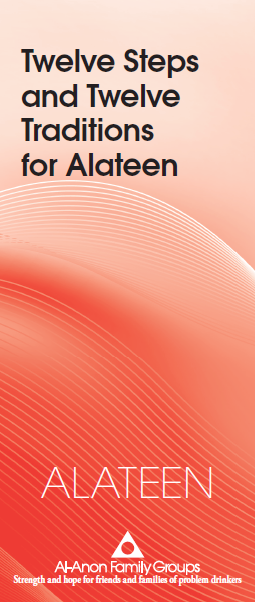 Twelve Steps
and Twelve
Traditions
for Alateen
ALATEEN
Al-Anon Family Groups
Strength and hope for friends and families of problem drinkers